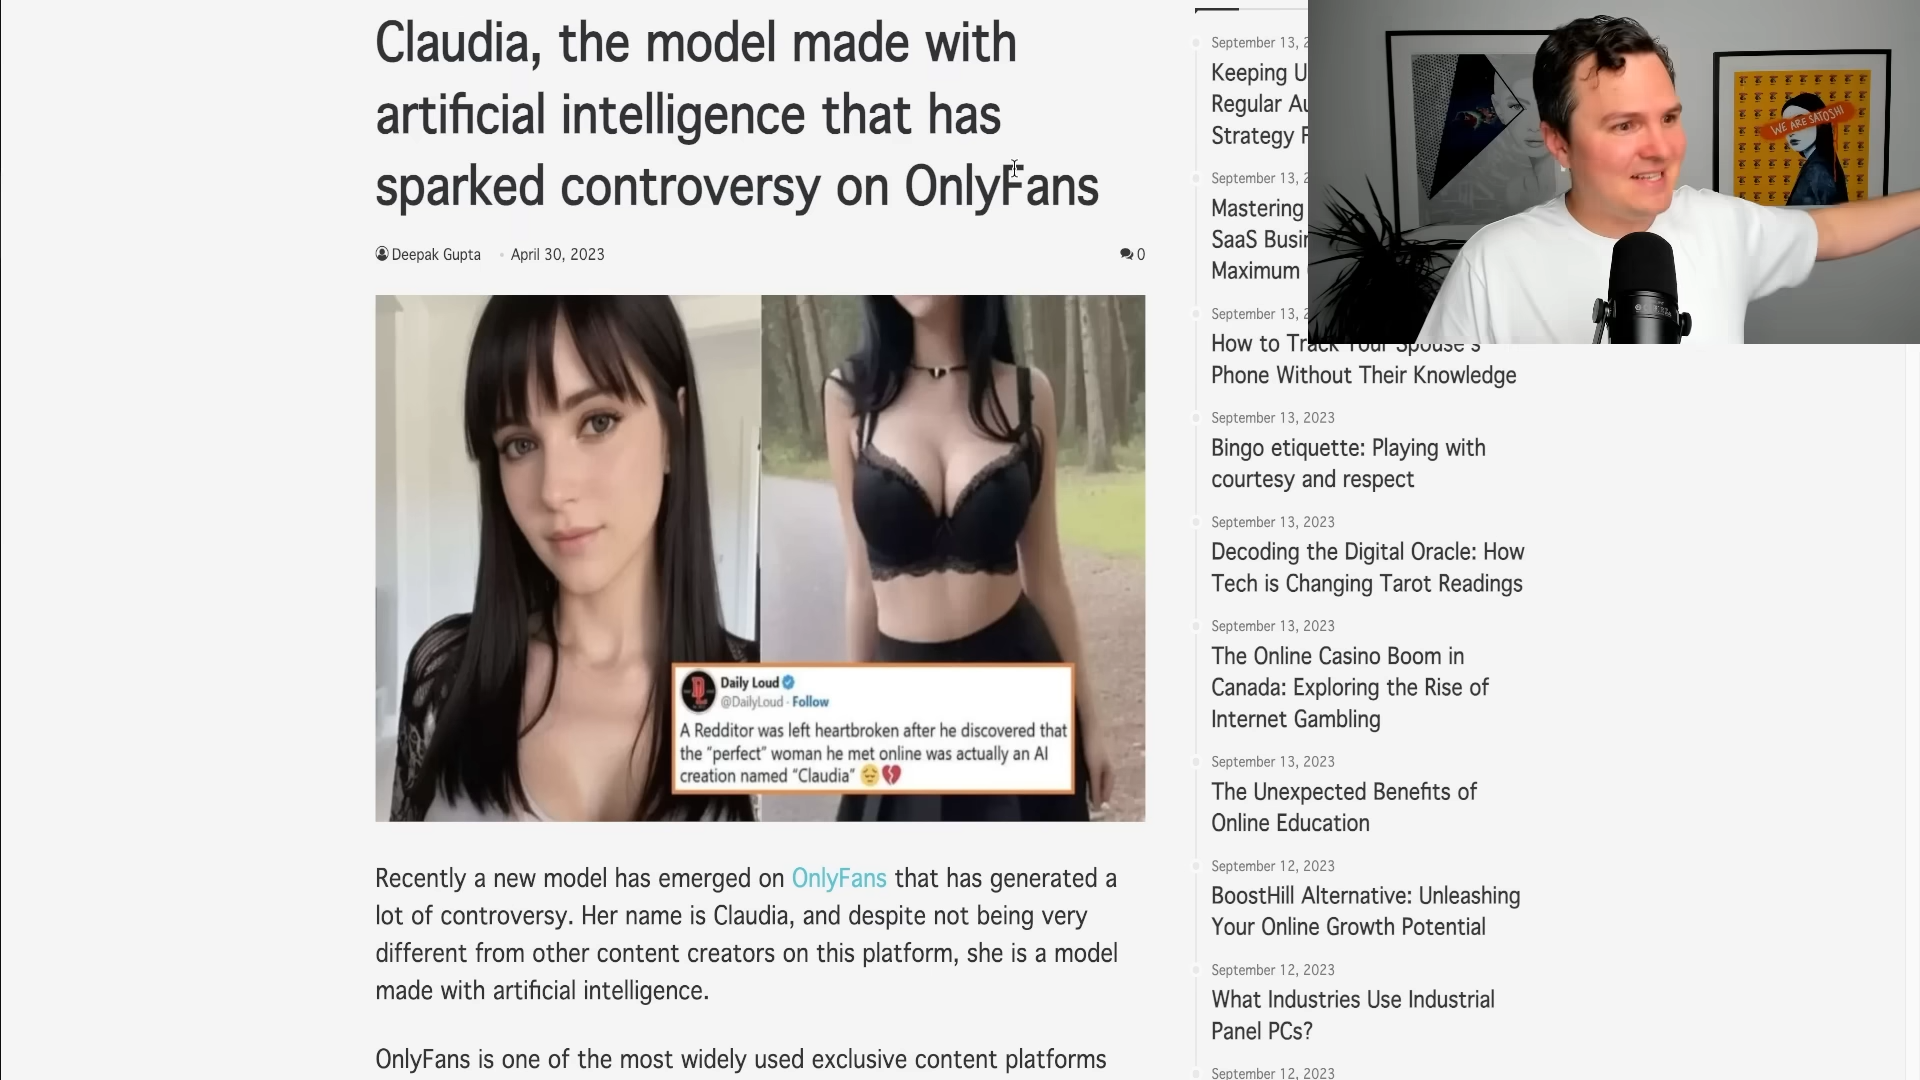 Claudia, the model made with
artificial intelligence that has
sparked controversy on OnlyFans
Deepak Gupta • April 30, 2023
0
Daily Loud
@DailyLoud · Follow
A Redditor was left heartbroken after he discovered that
the “perfect” woman he met online was actually an AI
creation named “Claudia” 😔💔
Recently a new model has emerged on OnlyFans that has generated a
lot of controversy. Her name is Claudia, and despite not being very
different from other content creators on this platform, she is a model
made with artificial intelligence.
OnlyFans is one of the most widely used exclusive content platforms
September 13, 2
Keeping U
Regular Au
Strategy F
September 13, 2
Mastering
SaaS Busin
Maximum
September 13, 2
How to Track Your Spouse's
Phone Without Their Knowledge
September 13, 2023
Bingo etiquette: Playing with
courtesy and respect
September 13, 2023
Decoding the Digital Oracle: How
Tech is Changing Tarot Readings
September 13, 2023
The Online Casino Boom in
Canada: Exploring the Rise of
Internet Gambling
September 13, 2023
The Unexpected Benefits of
Online Education
September 12, 2023
BoostHill Alternative: Unleashing
Your Online Growth Potential
September 12, 2023
What Industries Use Industrial
Panel PCs?
September 12, 2023
WE ARE SATOSHI